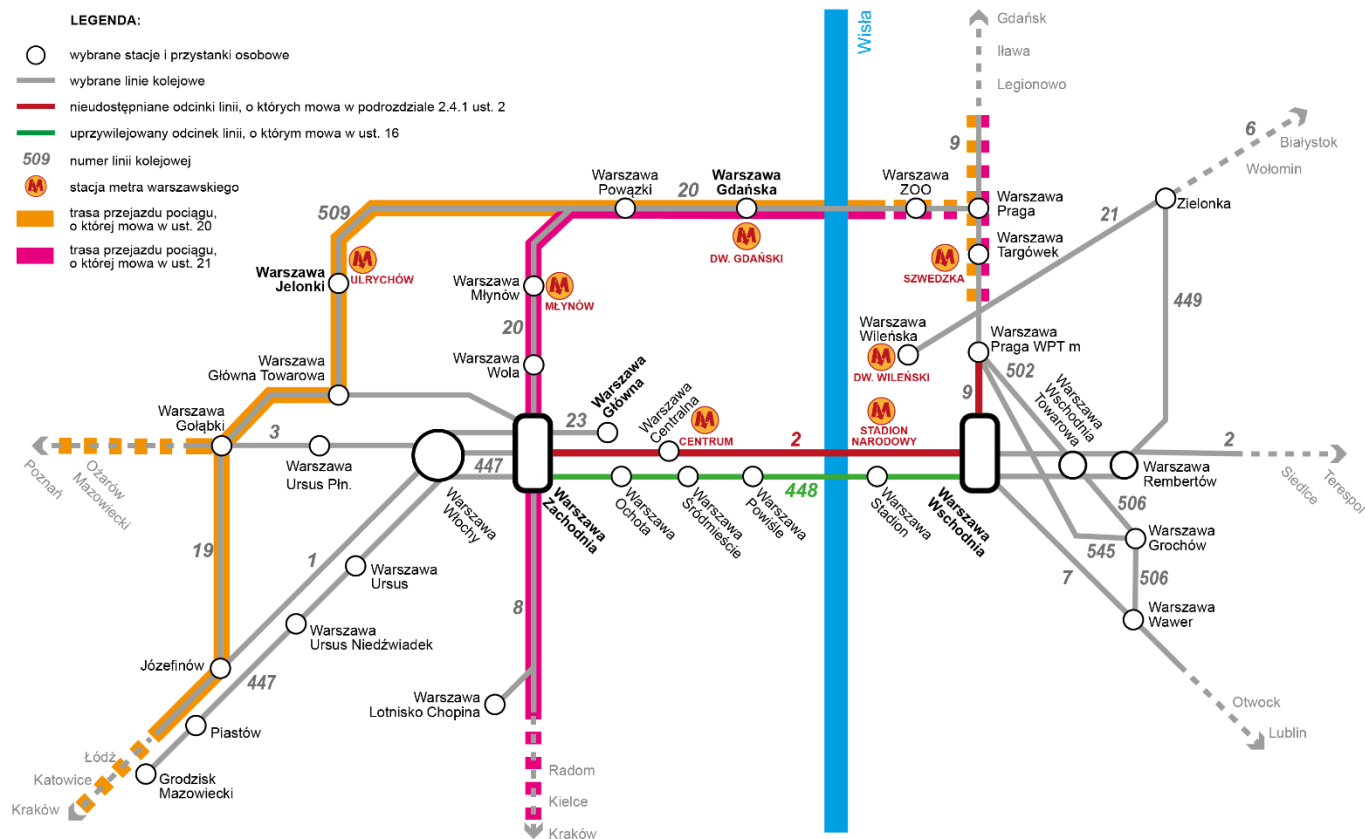 LEGENDA:
wybrane stacje i przystanki osobowe
wybrane linie kolejowe
nieudostępniane odcinki linii, o których mowa w podrozdziale 2.4.1 ust. 2
uprzywilejowany odcinek linii, o którym mowa w ust. 16
509
numer linii kolejowej
stacja metra warszawskiego
trasa przejazdu pociągu,
o której mowa w ust. 20
trasa przejazdu pociągu,
o której mowa w ust. 21
Wisła
Gdańsk
Iława
Legionowo
9
6
Białystok
Wołomin
Zielonka
21
449
509
Warszawa
Powązki
Warszawa
Gdańska
20
DW. GDAŃSKI
Warszawa
ZOO
Warszawa
Praga
Warszawa
Targówek
SZWEDZKA
Warszawa
Jelonki
ULRYCHÓW
Warszawa
Młynów
MŁYNÓW
20
Warszawa
Wola
Warszawa
Wileńska
DW. WILEŃSKI
Warszawa
Praga WPT m
502
9
Warszawa
Główna Towarowa
Warszawa
Gołąbki
3
Warszawa
Ursus Płn.
Poznań
Ożarów
Mazowiecki
447
Warszawa
Włochy
23
Warszawa
Główna
Warszawa
Centralna
CENTRUM
2
STADION
NARODOWY
Warszawa
Zachodnia
Warszawa
Ochota
Warszawa
Śródmieście
Warszawa
Powiśle
448
Warszawa
Stadion
Warszawa
Wschodnia
Warszawa
Wschodnia
Towarowa
Warszawa
Rembertów
2
Siedlce
Terespol
506
Warszawa
Grochów
545
506
7
Warszawa
Wawer
Otwock
Lublin
19
1
Warszawa
Ursus
Warszawa
Ursus Niedźwiadek
447
Józefinów
Piastów
Grodzisk
Mazowiecki
Łódź
Katowice
Kraków
8
Warszawa
Lotnisko Chopina
Radom
Kielce
Kraków